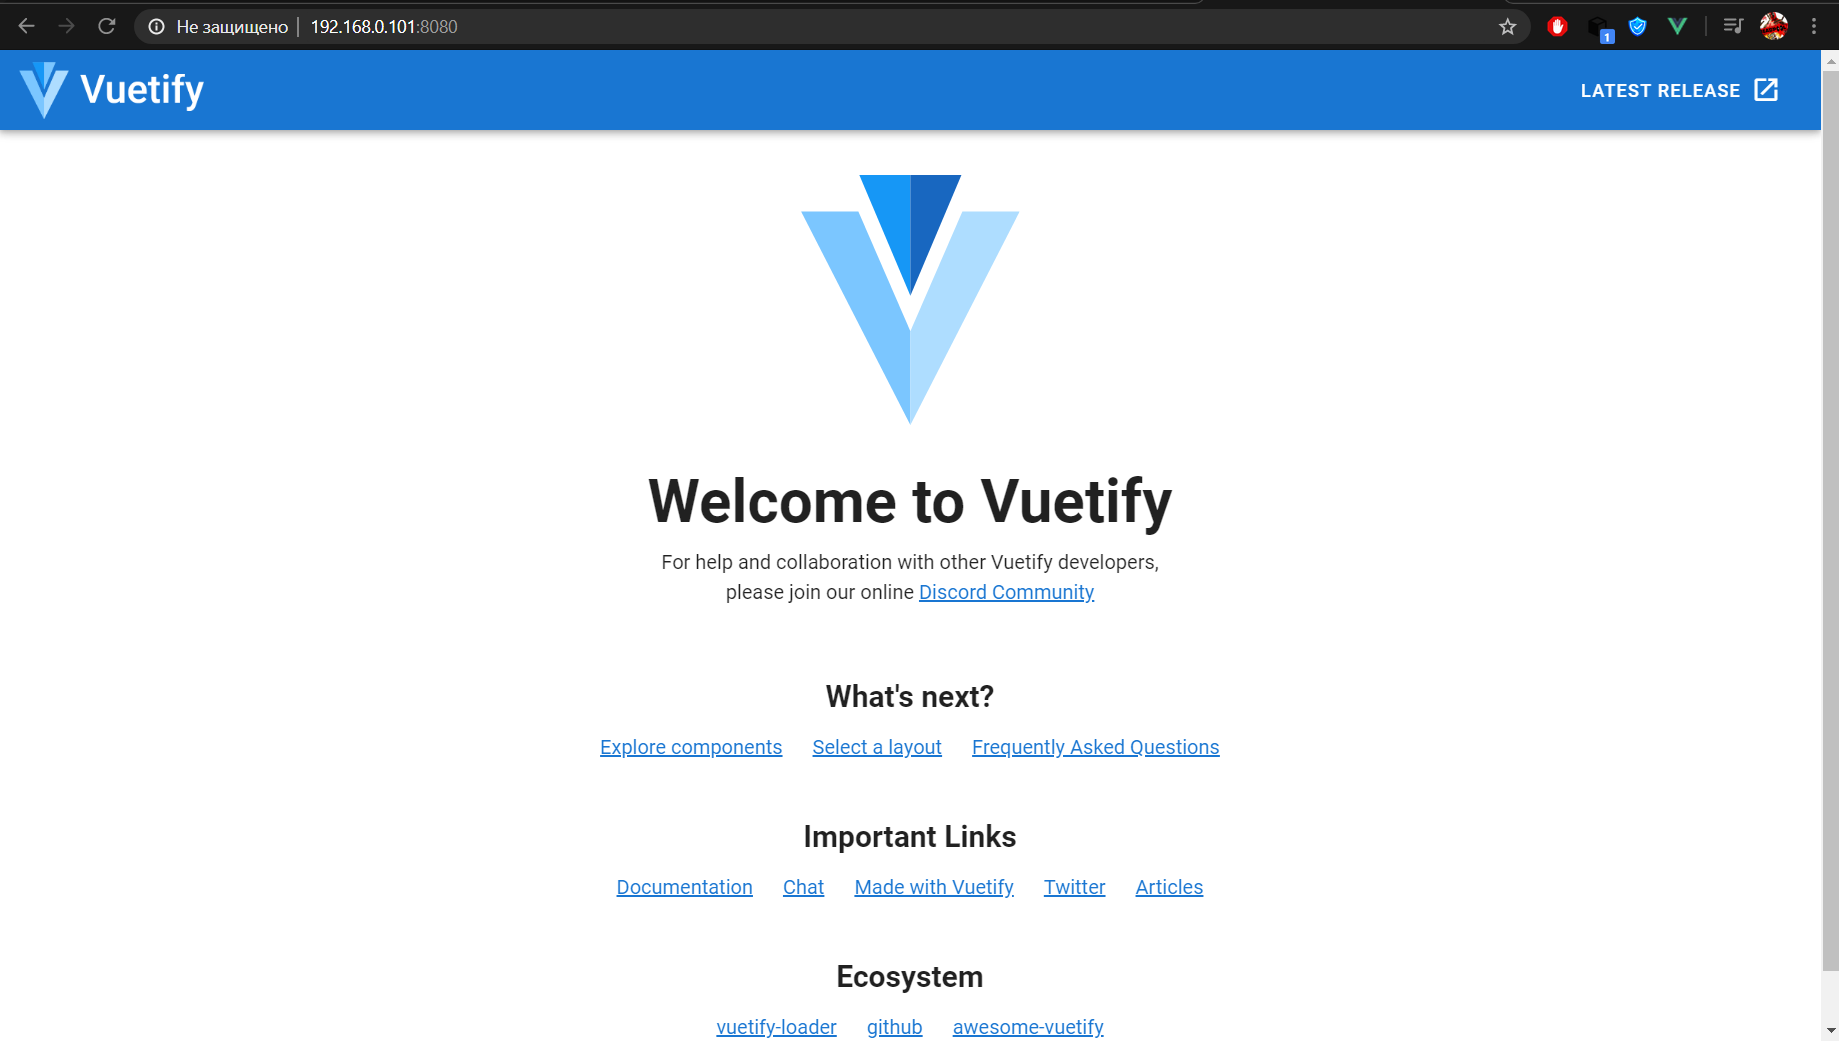 Не защищено | 192.168.0.101:8080
1
Vuetify
LATEST RELEASE
Welcome to Vuetify
For help and collaboration with other Vuetify developers,
please join our online Discord Community
What's next?
Explore components Select a layout Frequently Asked Questions
Important Links
Documentation Chat Made with Vuetify Twitter Articles
Ecosystem
vuetify-loader github awesome-vuetify